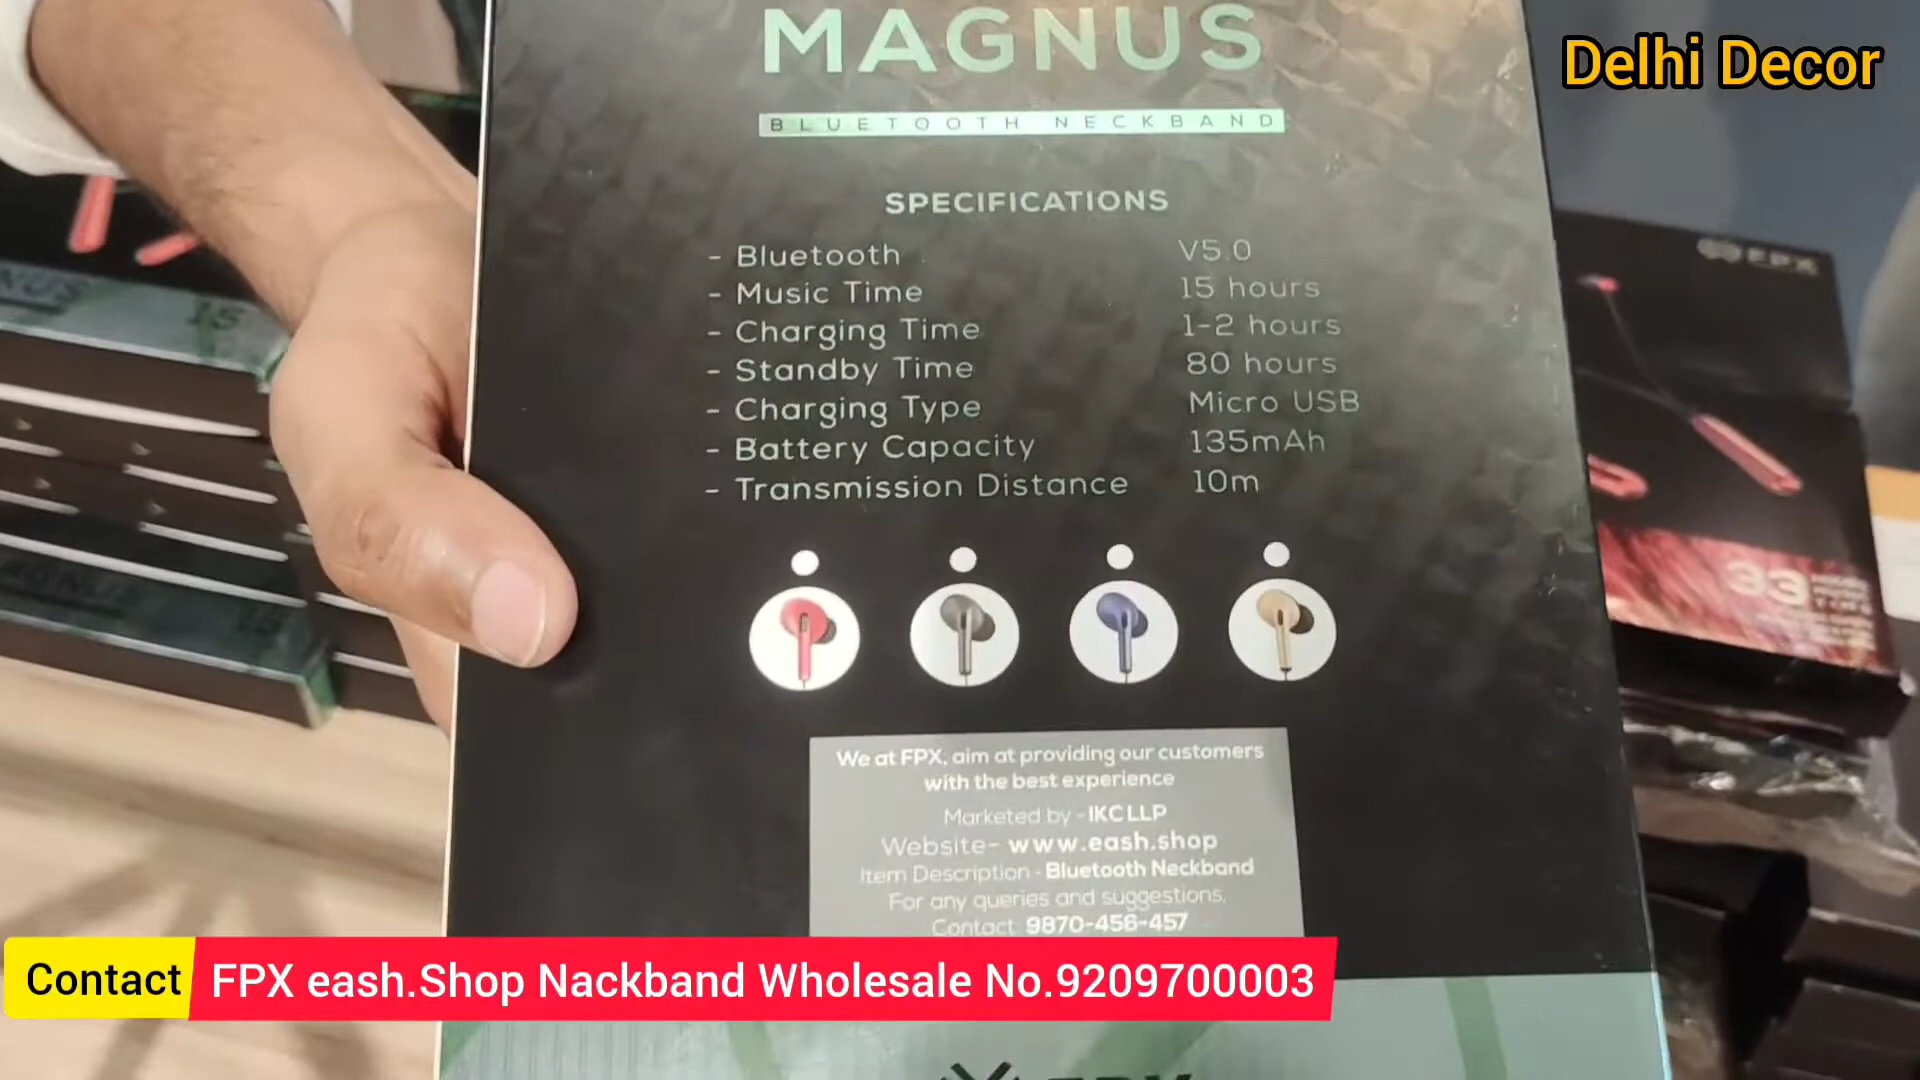 MAGNUS
Delhi Decor
BLUETOOTH NECKBAND
SPECIFICATIONS
- Bluetooth V5.0
- Music Time 15 hours
- Charging Time 1-2 hours
- Standby Time 80 hours
- Charging Type Micro USB
- Battery Capacity 135mAh
- Transmission Distance 10m
FPX
15
33
We at FPX, aim at providing our customers
with the best experience
Marketed by - IKC LLP
Website- www.eash.shop
Item Description - Bluetooth Neckband
For any queries and suggestions,
Contact 9870-456-457
Contact FPX eash.Shop Nackband Wholesale No.9209700003